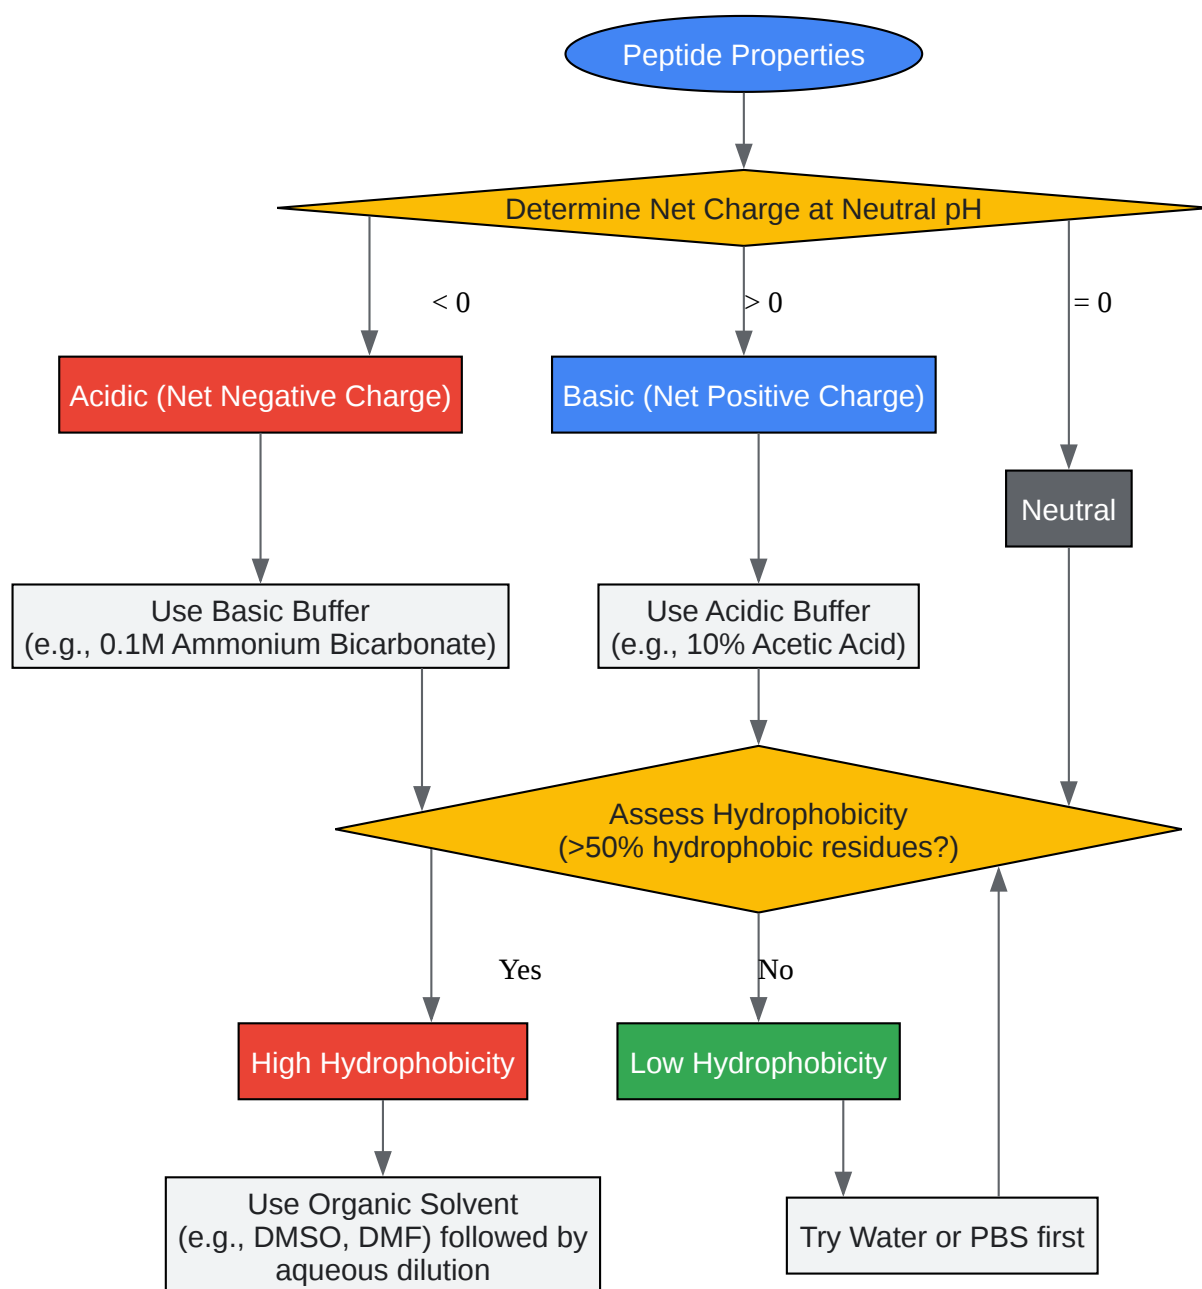 Peptide Properties
Determine Net Charge at Neutral pH
< 0
> 0
= 0
Acidic (Net Negative Charge)
Basic (Net Positive Charge)
Neutral
Use Basic Buffer
(e.g., 0.1M Ammonium Bicarbonate)
Use Acidic Buffer
(e.g., 10% Acetic Acid)
Assess Hydrophobicity
(>50% hydrophobic residues?)
Yes
No
High Hydrophobicity
Low Hydrophobicity
Use Organic Solvent
(e.g., DMSO, DMF) followed by
aqueous dilution
Try Water or PBS first